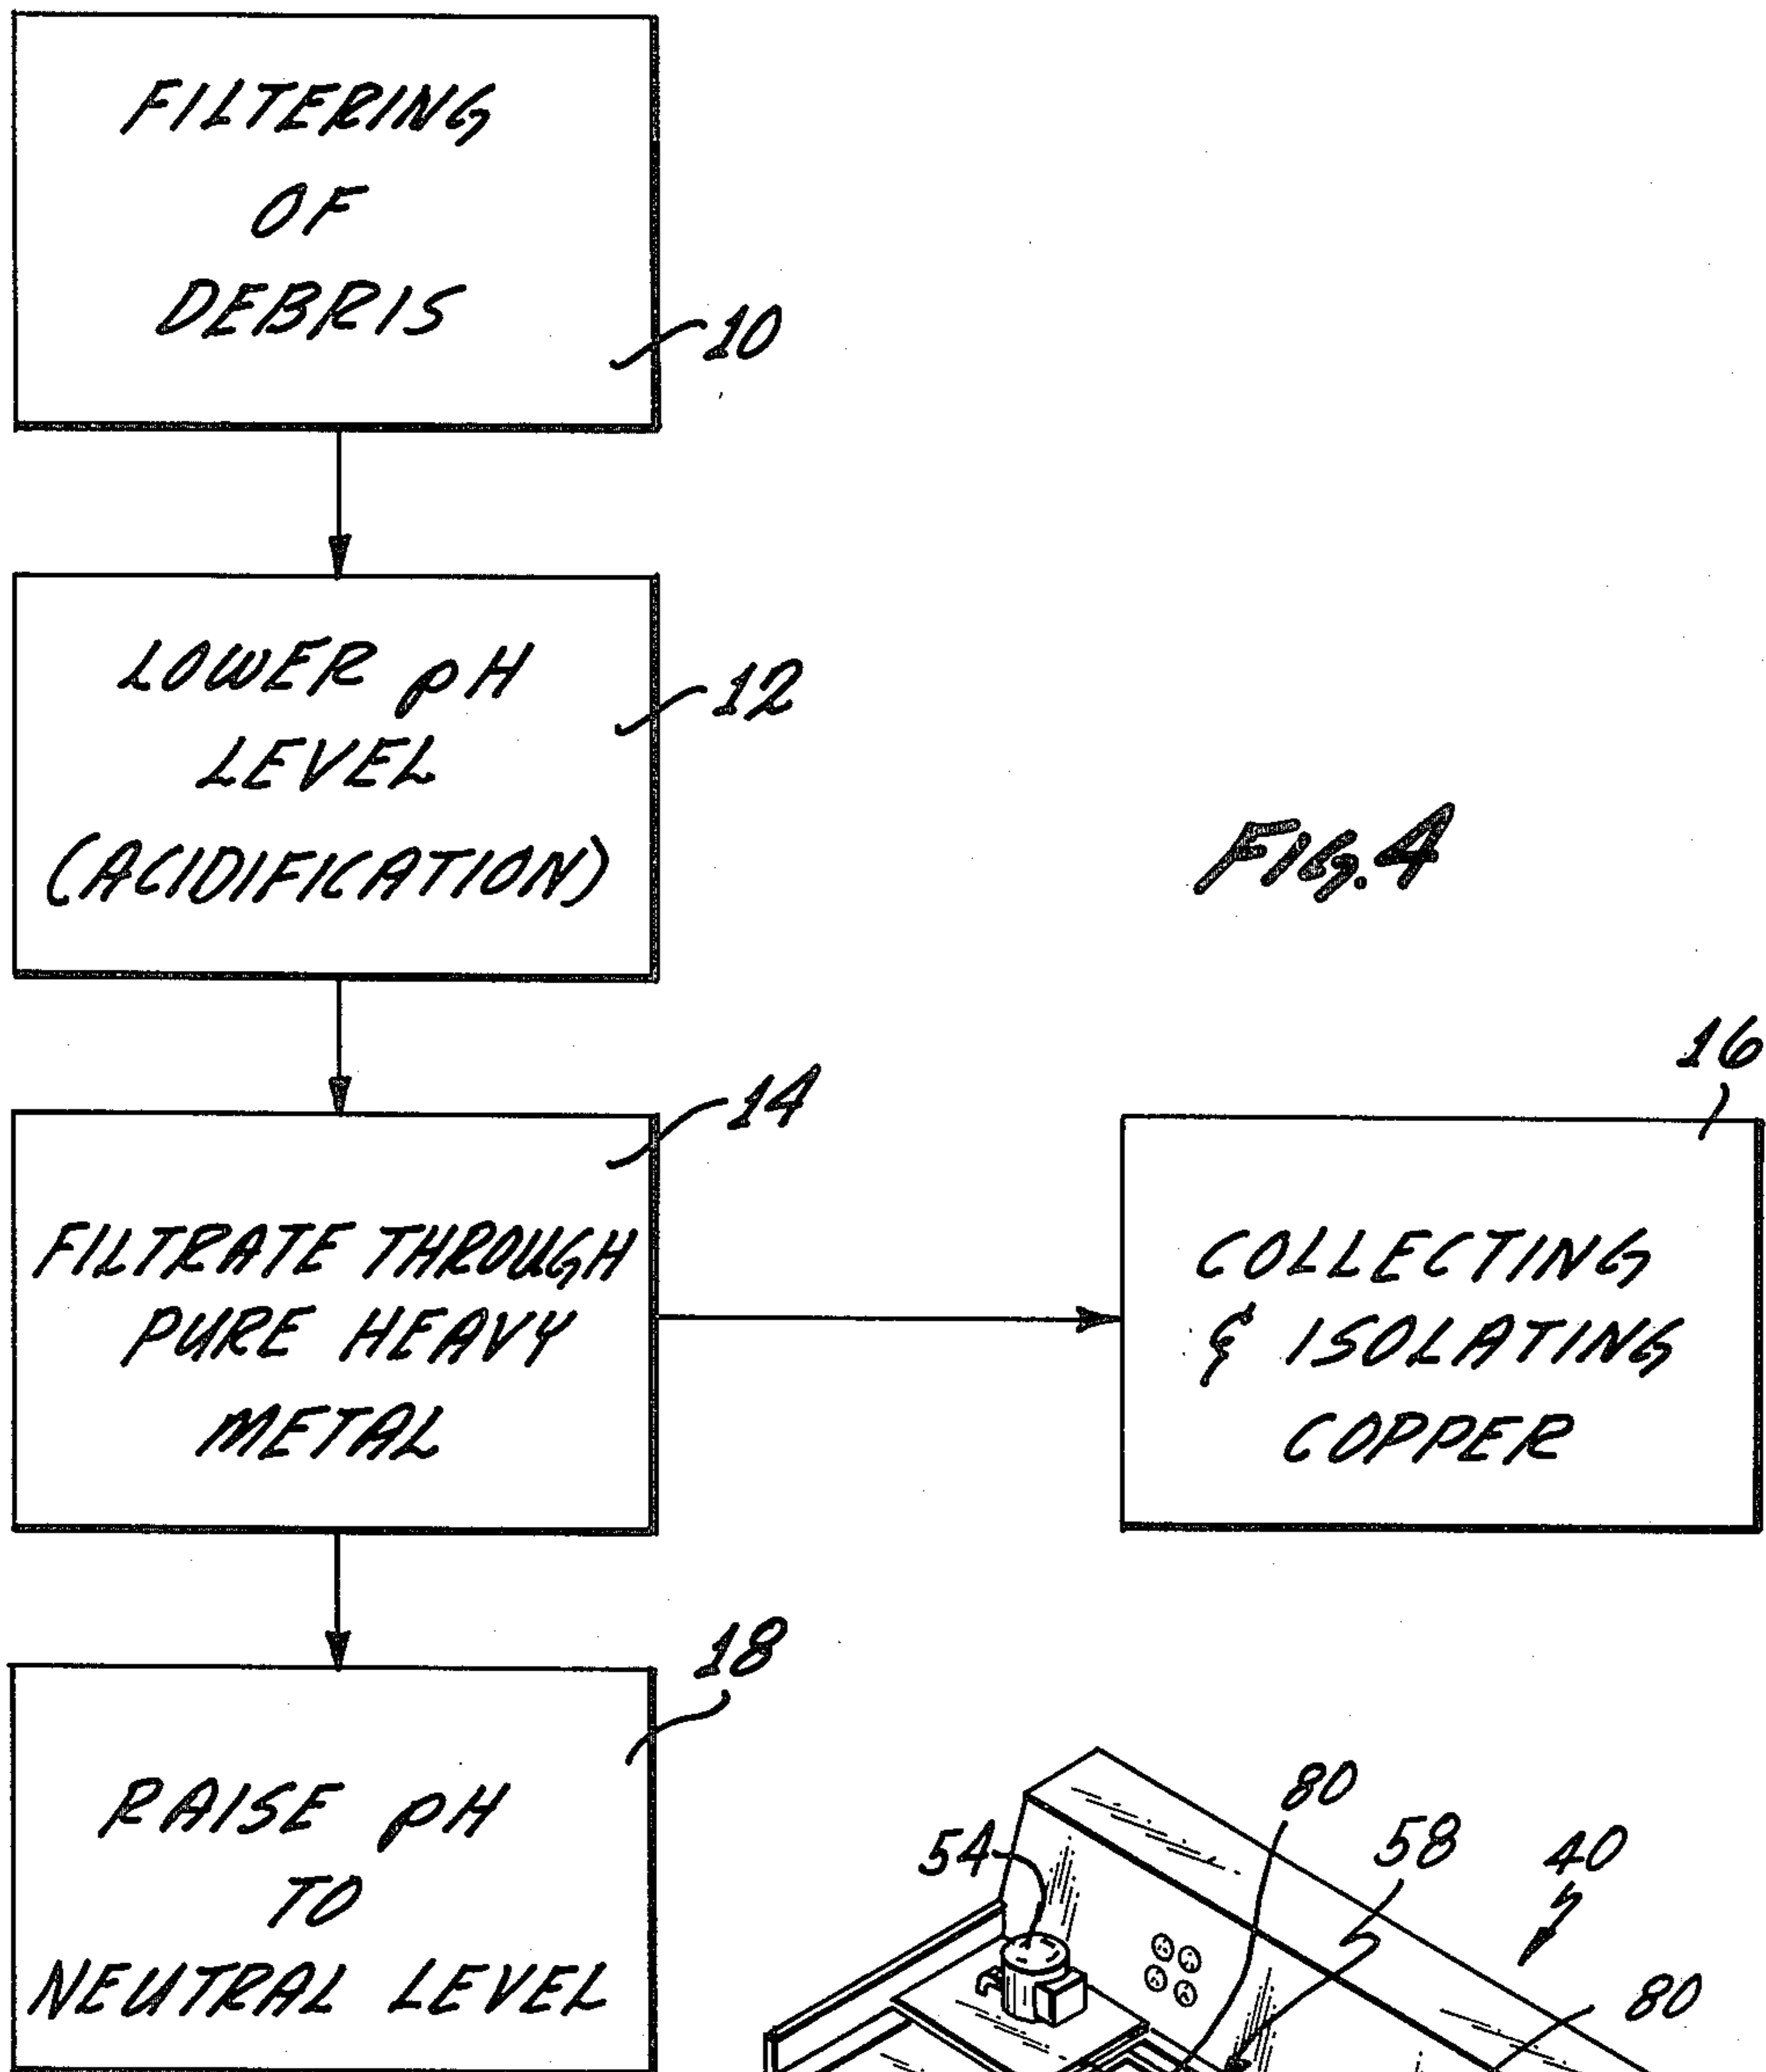 FILTERING
OF
DEBRIS
10
LOWER pH
LEVEL
(ACIDIFICATION)
12
FIG. 4
FILTRATE THROUGH
PURE HEAVY
METAL
14
COLLECTING
& ISOLATING
COPPER
16
RAISE pH
TO
NEUTRAL LEVEL
18
54
80
58
40
80